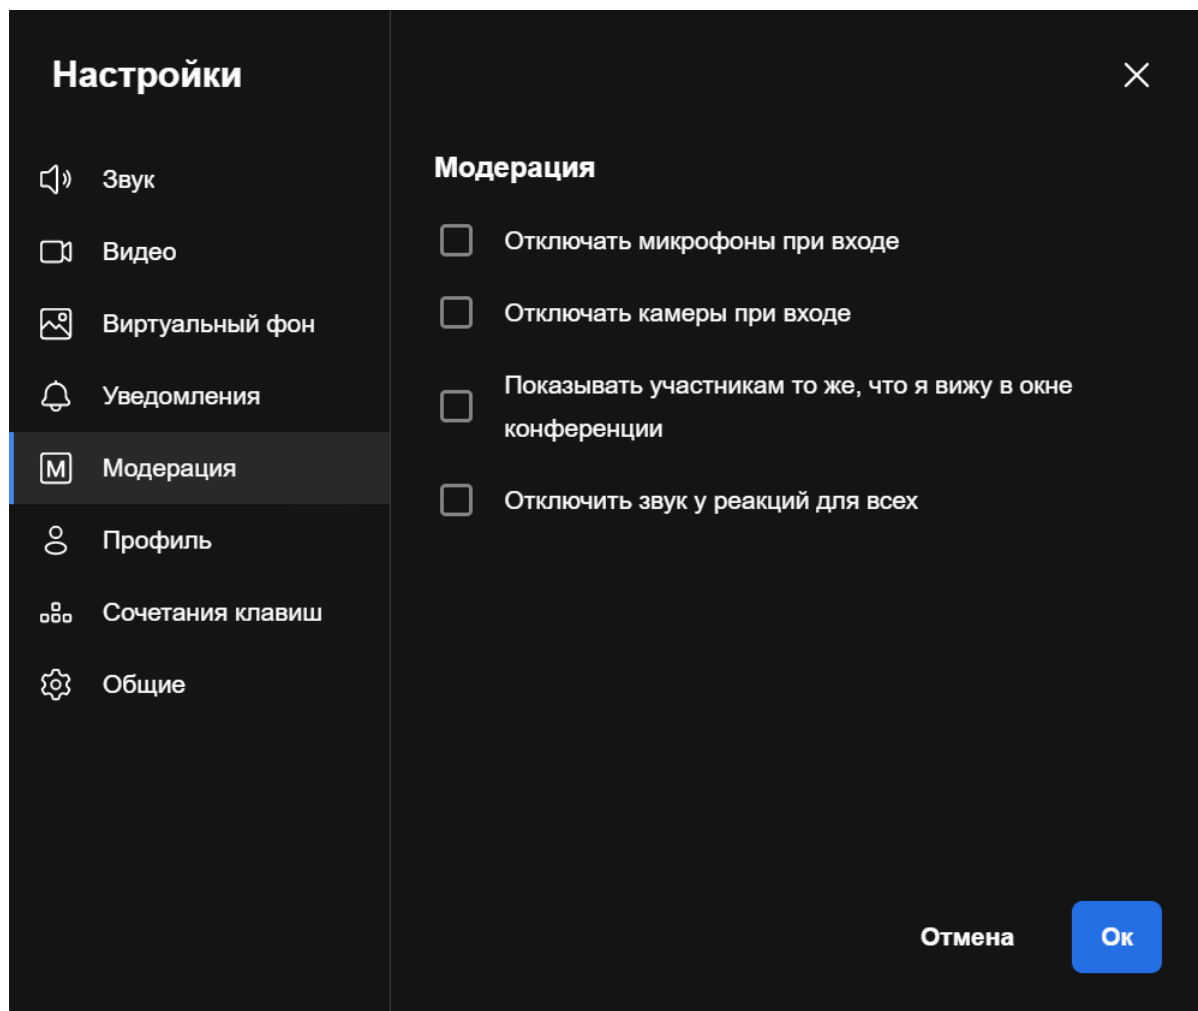 Настройки
Звук
Видео
Виртуальный фон
Уведомления
M Модерация
Профиль
Сочетания клавиш
Общие
Модерация
Отключать микрофоны при входе
Отключать камеры при входе
Показывать участникам то же, что я вижу в окне
конференции
Отключить звук у реакций для всех
Отмена
Ок